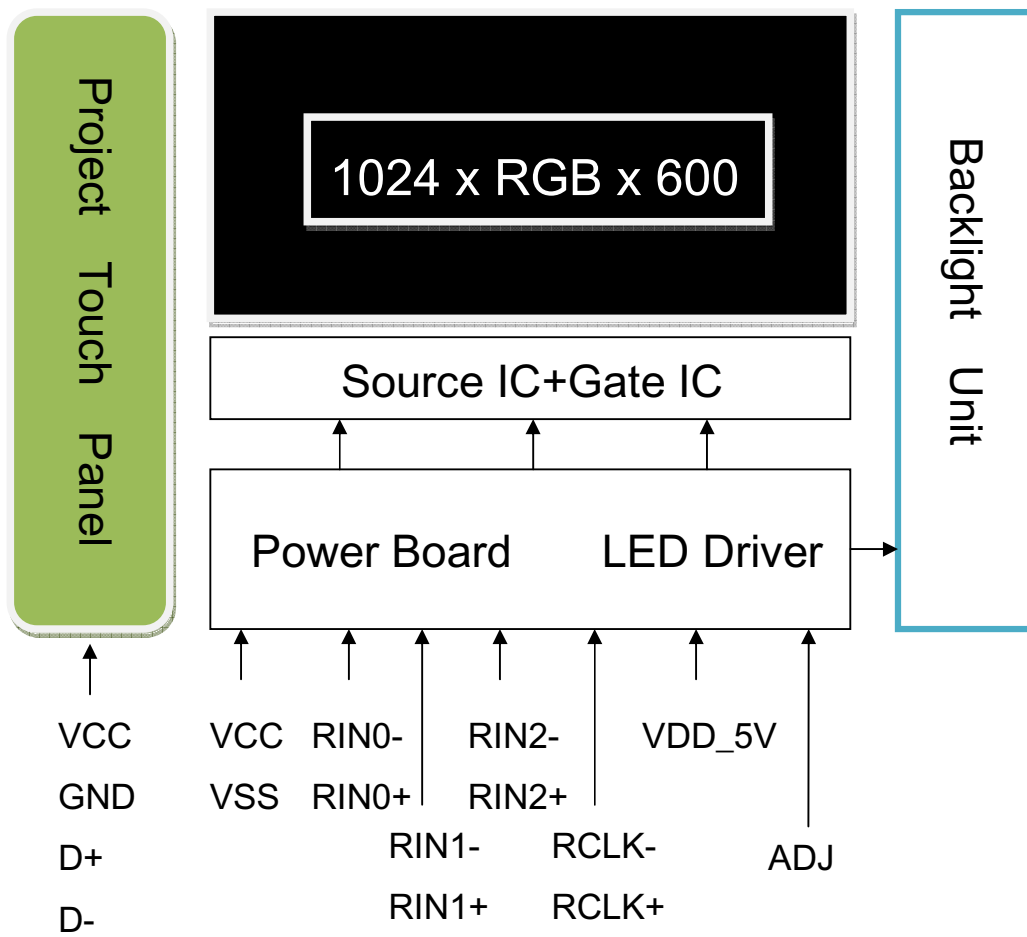 Project Touch Panel
1024 x RGB x 600
Backlight Unit
Source IC+Gate IC
Power Board
LED Driver
VCC
GND
D+
D-
VCC
VSS
RIN0-
RIN0+
RIN1-
RIN1+
RIN2-
RIN2+
RCLK-
RCLK+
VDD_5V
ADJ